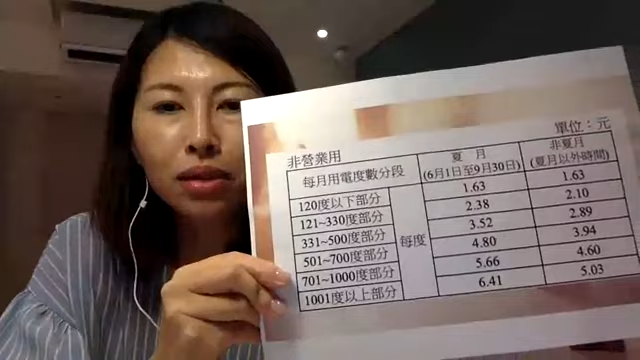 單位：元
非營業用
每月用電度數分段 夏 月 (6月1日至9月30日) 非夏月 (夏月以外時間)
120度以下部分 每度 1.63 1.63
121~330度部分 2.38 2.10
331~500度部分 3.52 2.89
501~700度部分 4.80 3.94
701~1000度部分 5.66 4.60
1001度以上部分 6.41 5.03